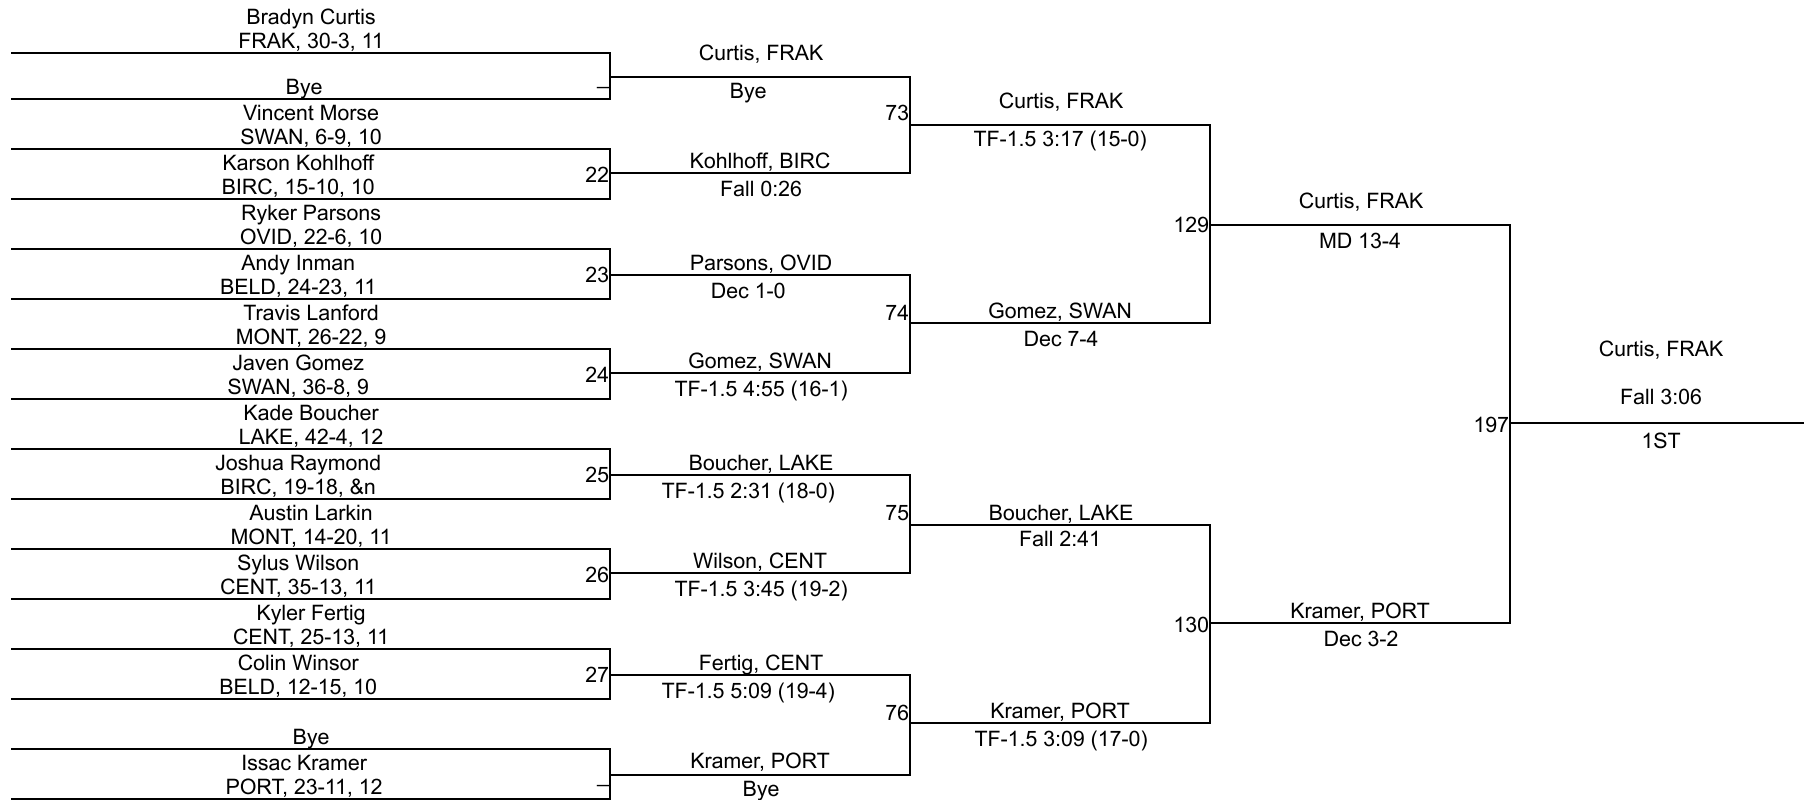 Bradyn Curtis
FRAK, 30-3, 11
Bye
Vincent Morse
SWAN, 6-9, 10
Karson Kohlhoff
BIRC, 15-10, 10
Ryker Parsons
OVID, 22-6, 10
Andy Inman
BELD, 24-23, 11
Travis Lanford
MONT, 26-22, 9
Javen Gomez
SWAN, 36-8, 9
Kade Boucher
LAKE, 42-4, 12
Joshua Raymond
BIRC, 19-18, &n
Austin Larkin
MONT, 14-20, 11
Sylus Wilson
CENT, 35-13, 11
Kyler Fertig
CENT, 25-13, 11
Colin Winsor
BELD, 12-15, 10
Bye
Issac Kramer
PORT, 23-11, 12
–
22
23
24
25
26
27
–
Curtis, FRAK
Bye
Kohlhoff, BIRC
Fall 0:26
Parsons, OVID
Dec 1-0
Gomez, SWAN
TF-1.5 4:55 (16-1)
Boucher, LAKE
TF-1.5 2:31 (18-0)
Wilson, CENT
TF-1.5 3:45 (19-2)
Fertig, CENT
TF-1.5 5:09 (19-4)
Kramer, PORT
Bye
73
74
75
76
Curtis, FRAK
TF-1.5 3:17 (15-0)
Gomez, SWAN
Dec 7-4
Boucher, LAKE
Fall 2:41
Kramer, PORT
TF-1.5 3:09 (17-0)
129
130
Curtis, FRAK
MD 13-4
Kramer, PORT
Dec 3-2
197
Curtis, FRAK
Fall 3:06
1ST